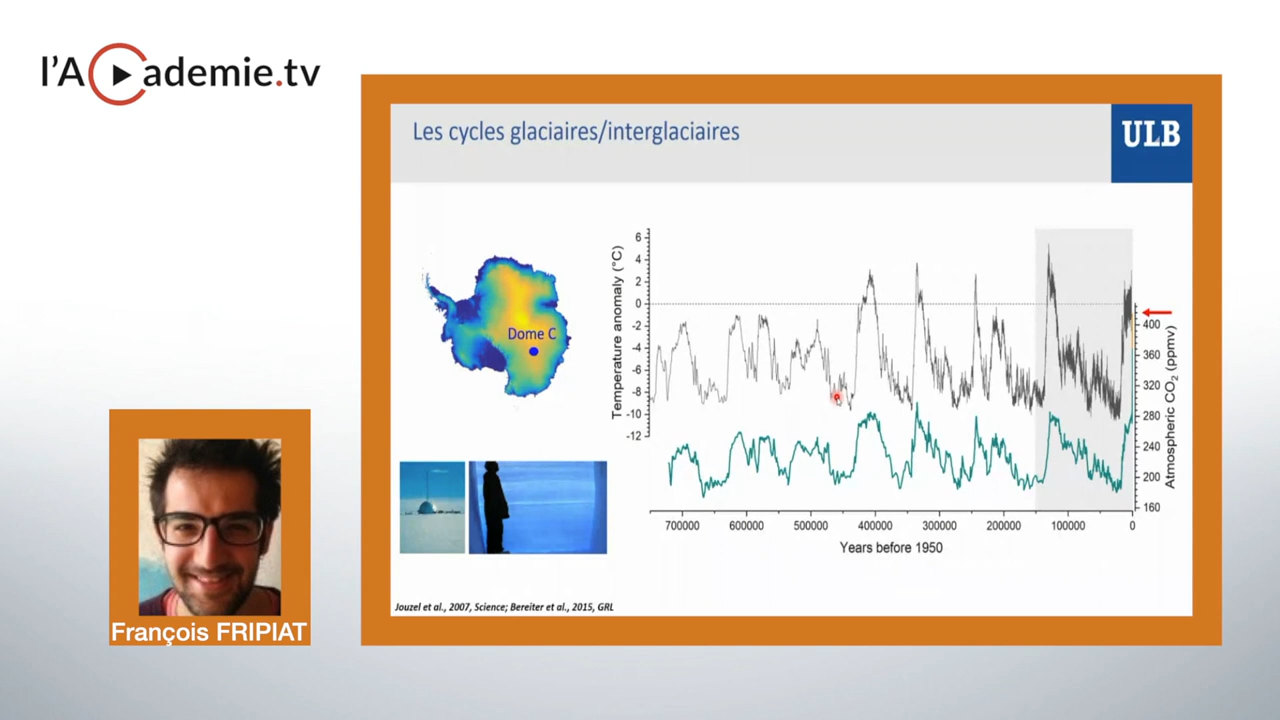 l'Academie.tv
Les cycles glaciaires/interglaciaires
ULB
Dome C
Temperature anomaly (°C)
6
4
2
0
-2
-4
-6
-8
-10
-12
400
360
320
280
240
200
160
Atmospheric CO2 (ppmv)
700000 600000 500000 400000 300000 200000 100000 0
Years before 1950
Jouzel et al., 2007, Science; Bereiter et al., 2015, GRL
François FRIPIAT